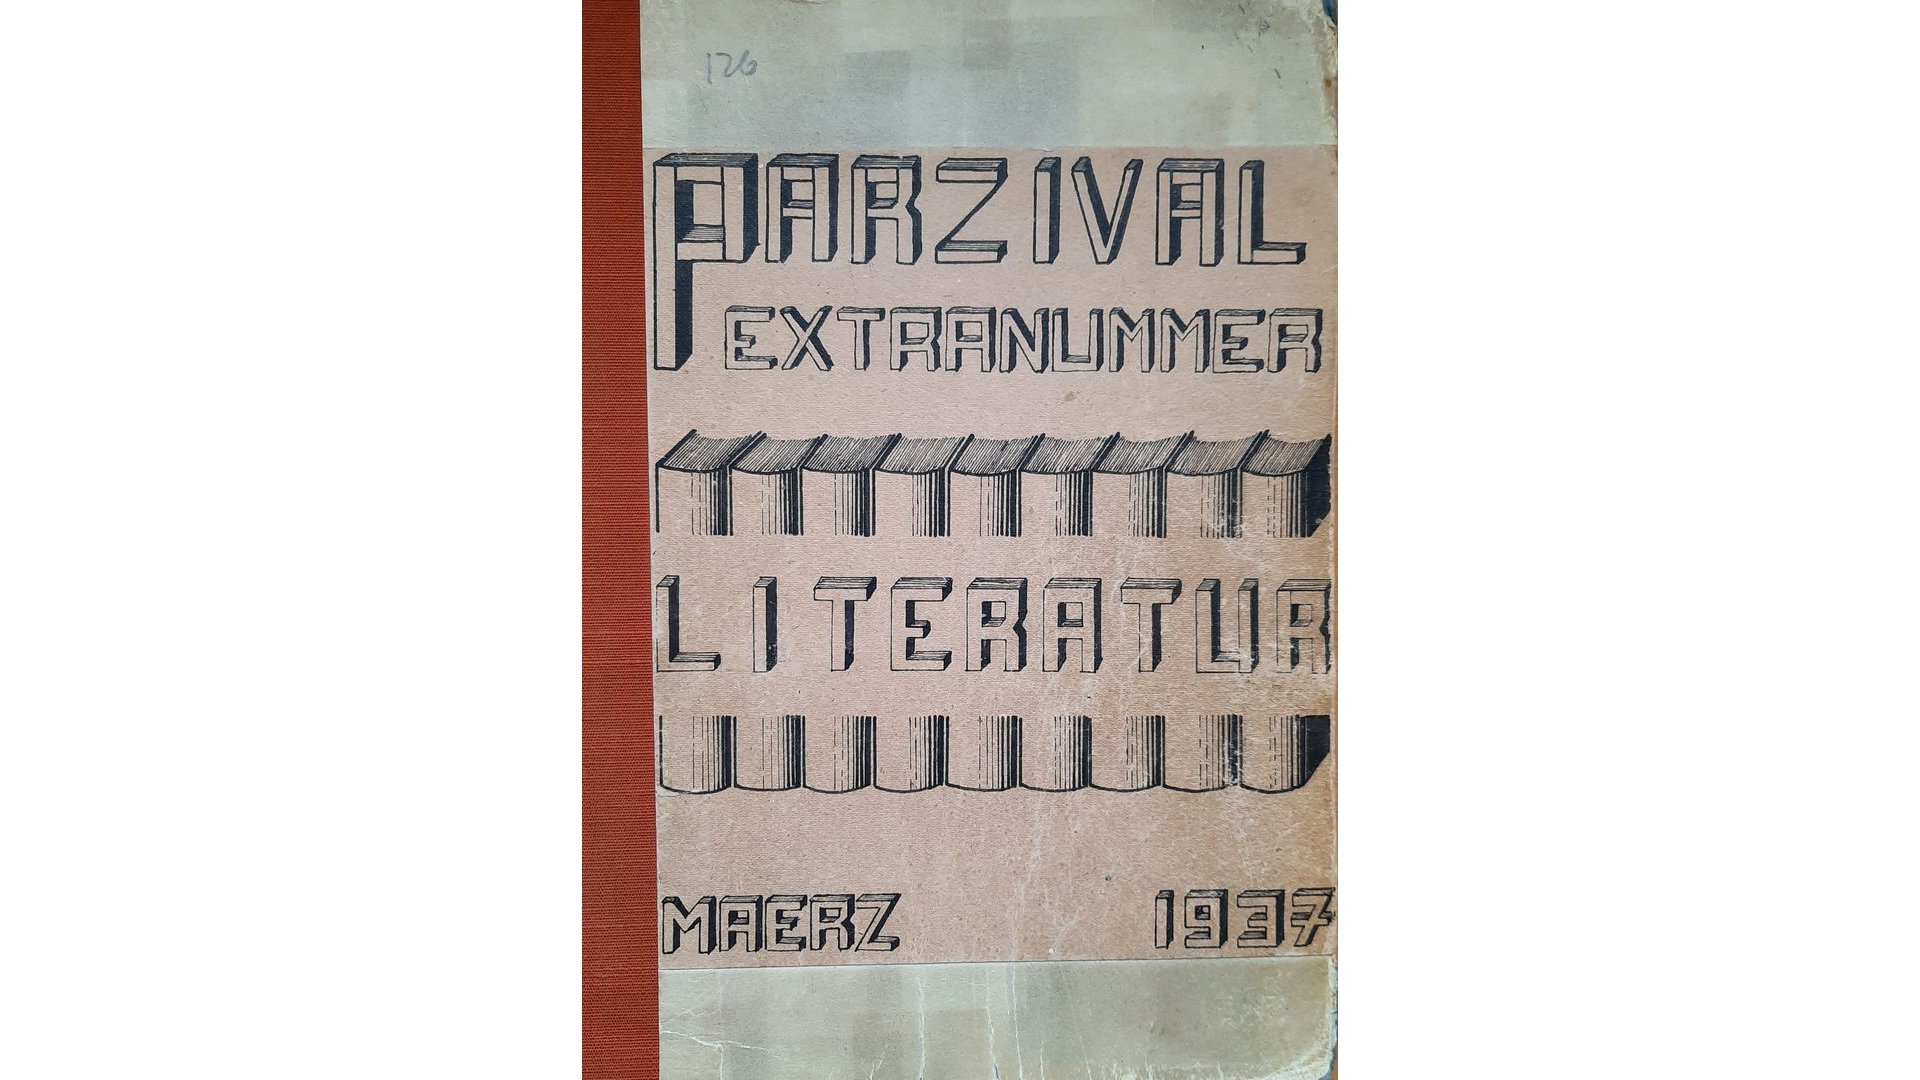 126
PARZIVAL
EXTRANUMMER
LITERATUR
MAERZ 1937